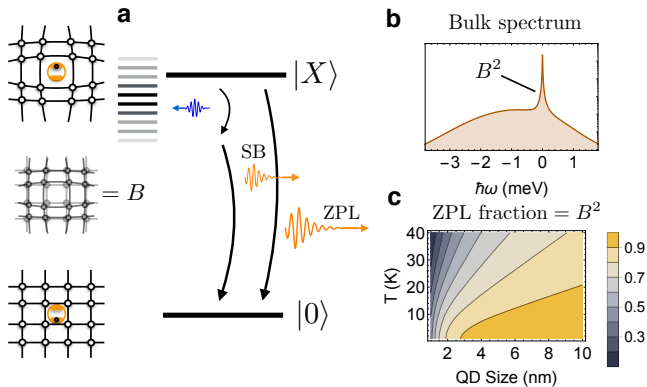 a
|X⟩
= B
SB
ZPL
|0⟩
b
Bulk spectrum
B²
-3 -2 -1 0 1
ħω (meV)
c
ZPL fraction = B²
40
30
20
10
T (K)
2 4 6 8 10
QD Size (nm)
0.9
0.7
0.5
0.3